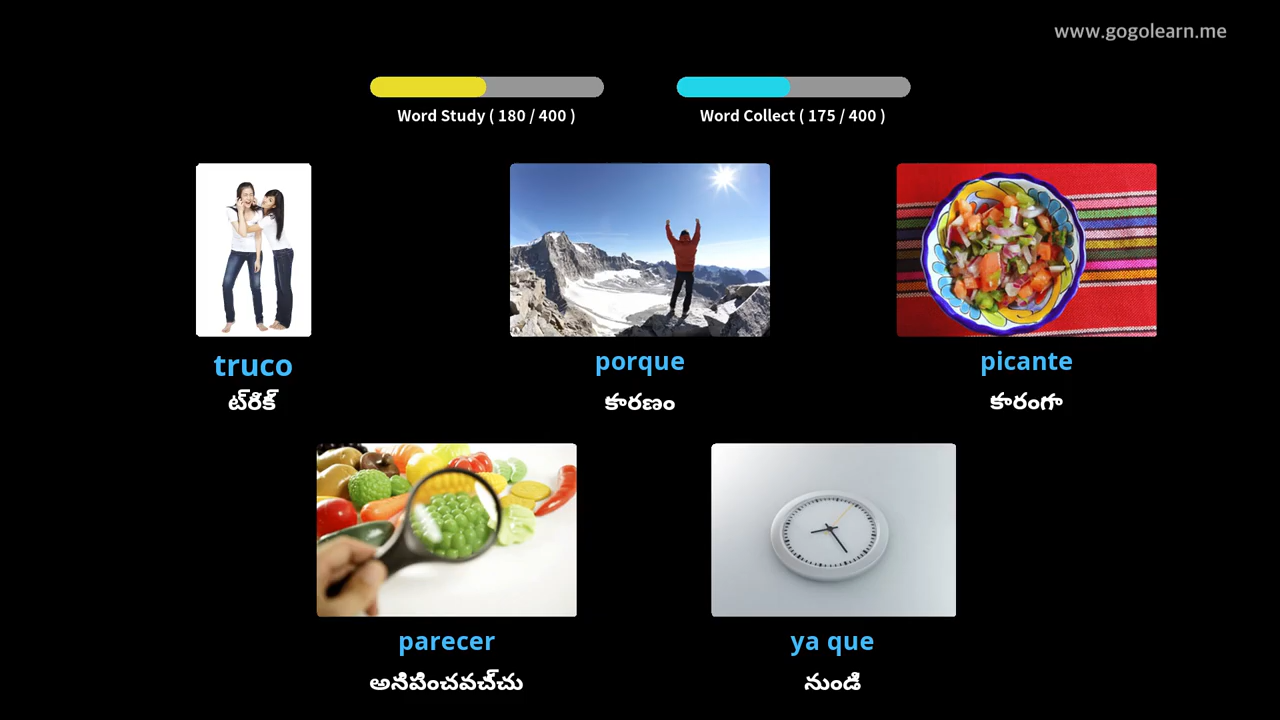 www.gogolearn.me
Word Study ( 180 / 400 )
Word Collect ( 175 / 400 )
truco
ట్రిక్
porque
కారణం
picante
కారంగా
parecer
అనిపించవచ్చు
ya que
నుండి